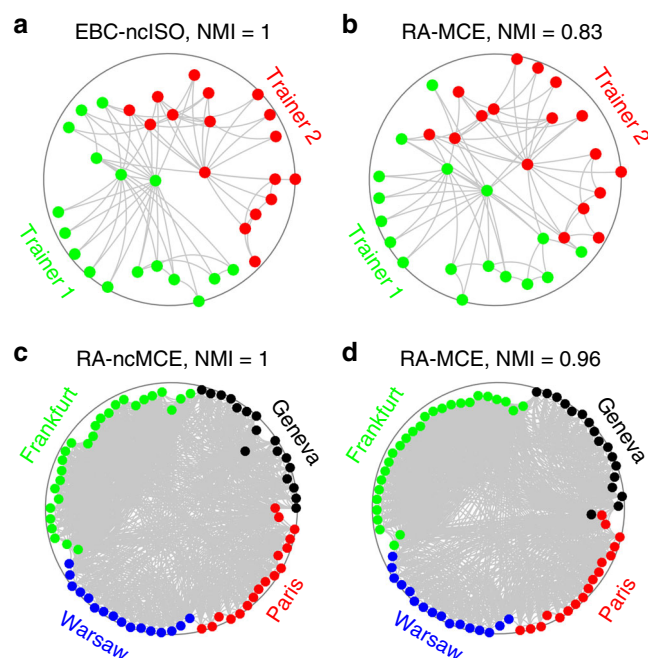 a
EBC-ncISO, NMI = 1
Trainer 2
Trainer 1
b
RA-MCE, NMI = 0.83
Trainer 2
Trainer 1
c
RA-ncMCE, NMI = 1
Frankfurt
Geneva
Warsaw
Paris
d
RA-MCE, NMI = 0.96
Frankfurt
Geneva
Warsaw
Paris